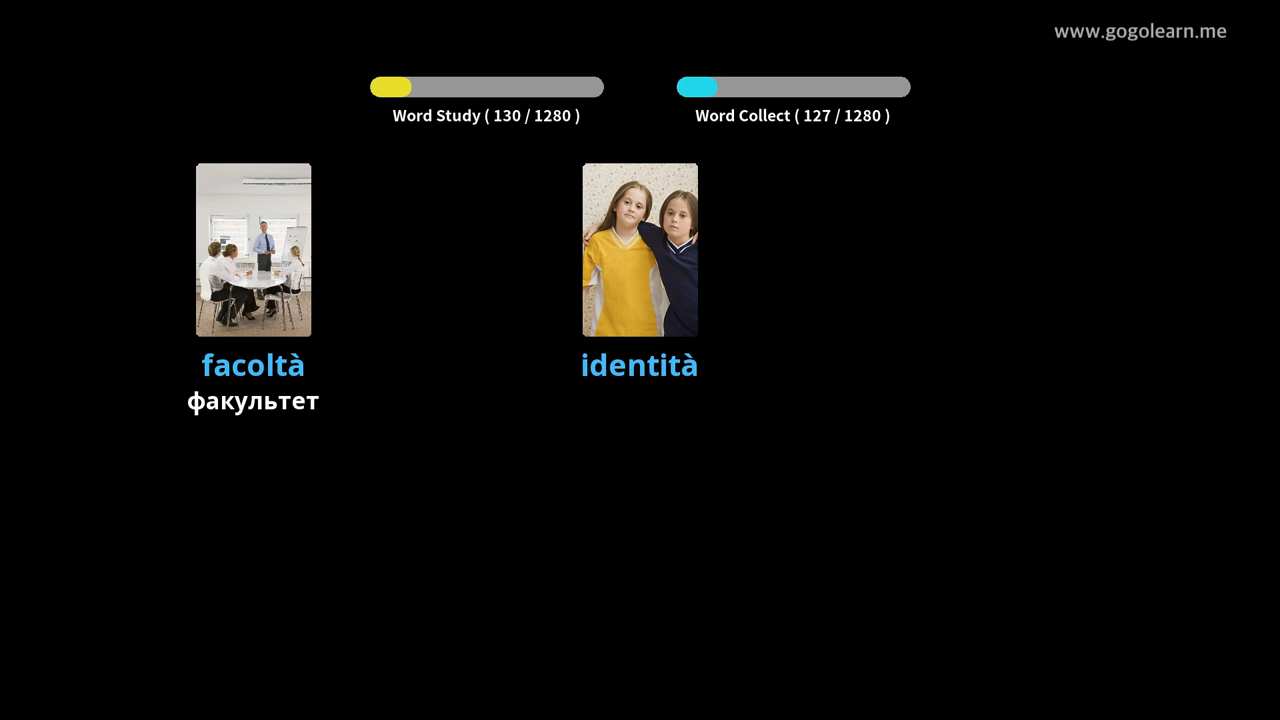 www.gogolearn.me
Word Study ( 130 / 1280 )
Word Collect ( 127 / 1280 )
facoltà
identità
факультет